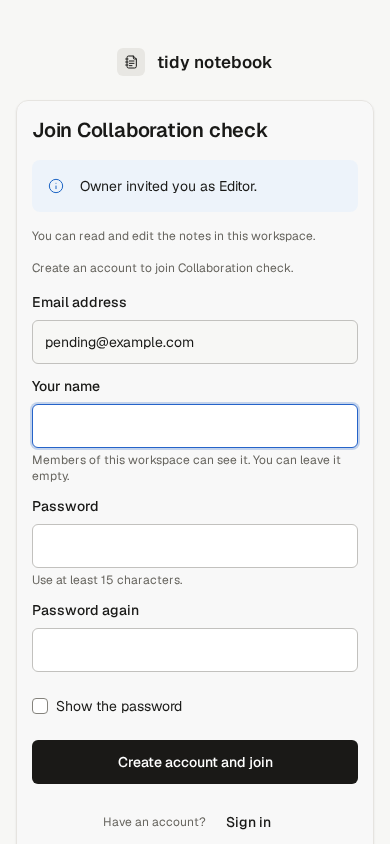 tidy notebook
Join Collaboration check
Owner invited you as Editor.
You can read and edit the notes in this workspace.
Create an account to join Collaboration check.
Email address
pending@example.com
Your name
Members of this workspace can see it. You can leave it
empty.
Password
Use at least 15 characters.
Password again
Show the password
Create account and join
Have an account? Sign in